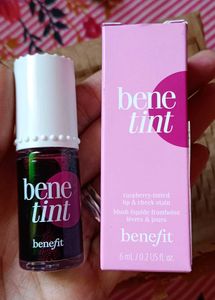 bene
tint
benefit
bene
tint
raspberry-tinted
lip & cheek stain
blush liquide framboise
lèvres & joues
benefit
6 mL / 0.2 US fl. oz